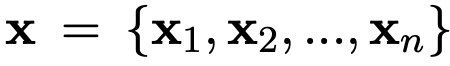 𝐱 = {𝐱₁, 𝐱₂, ..., 𝐱ₙ}